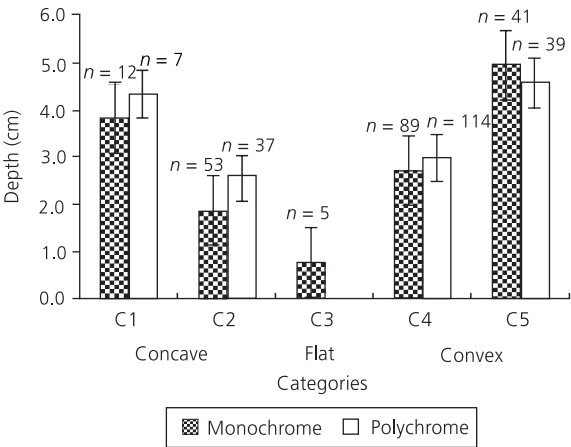 6.0
n = 41
n = 39
5.0
n = 12
n = 7
4.0
n = 89
n = 114
n = 53
n = 37
3.0
n = 5
2.0
1.0
0.0
Depth (cm)
C1 C2 C3 C4 C5
Concave Flat Convex
Categories
Monochrome Polychrome